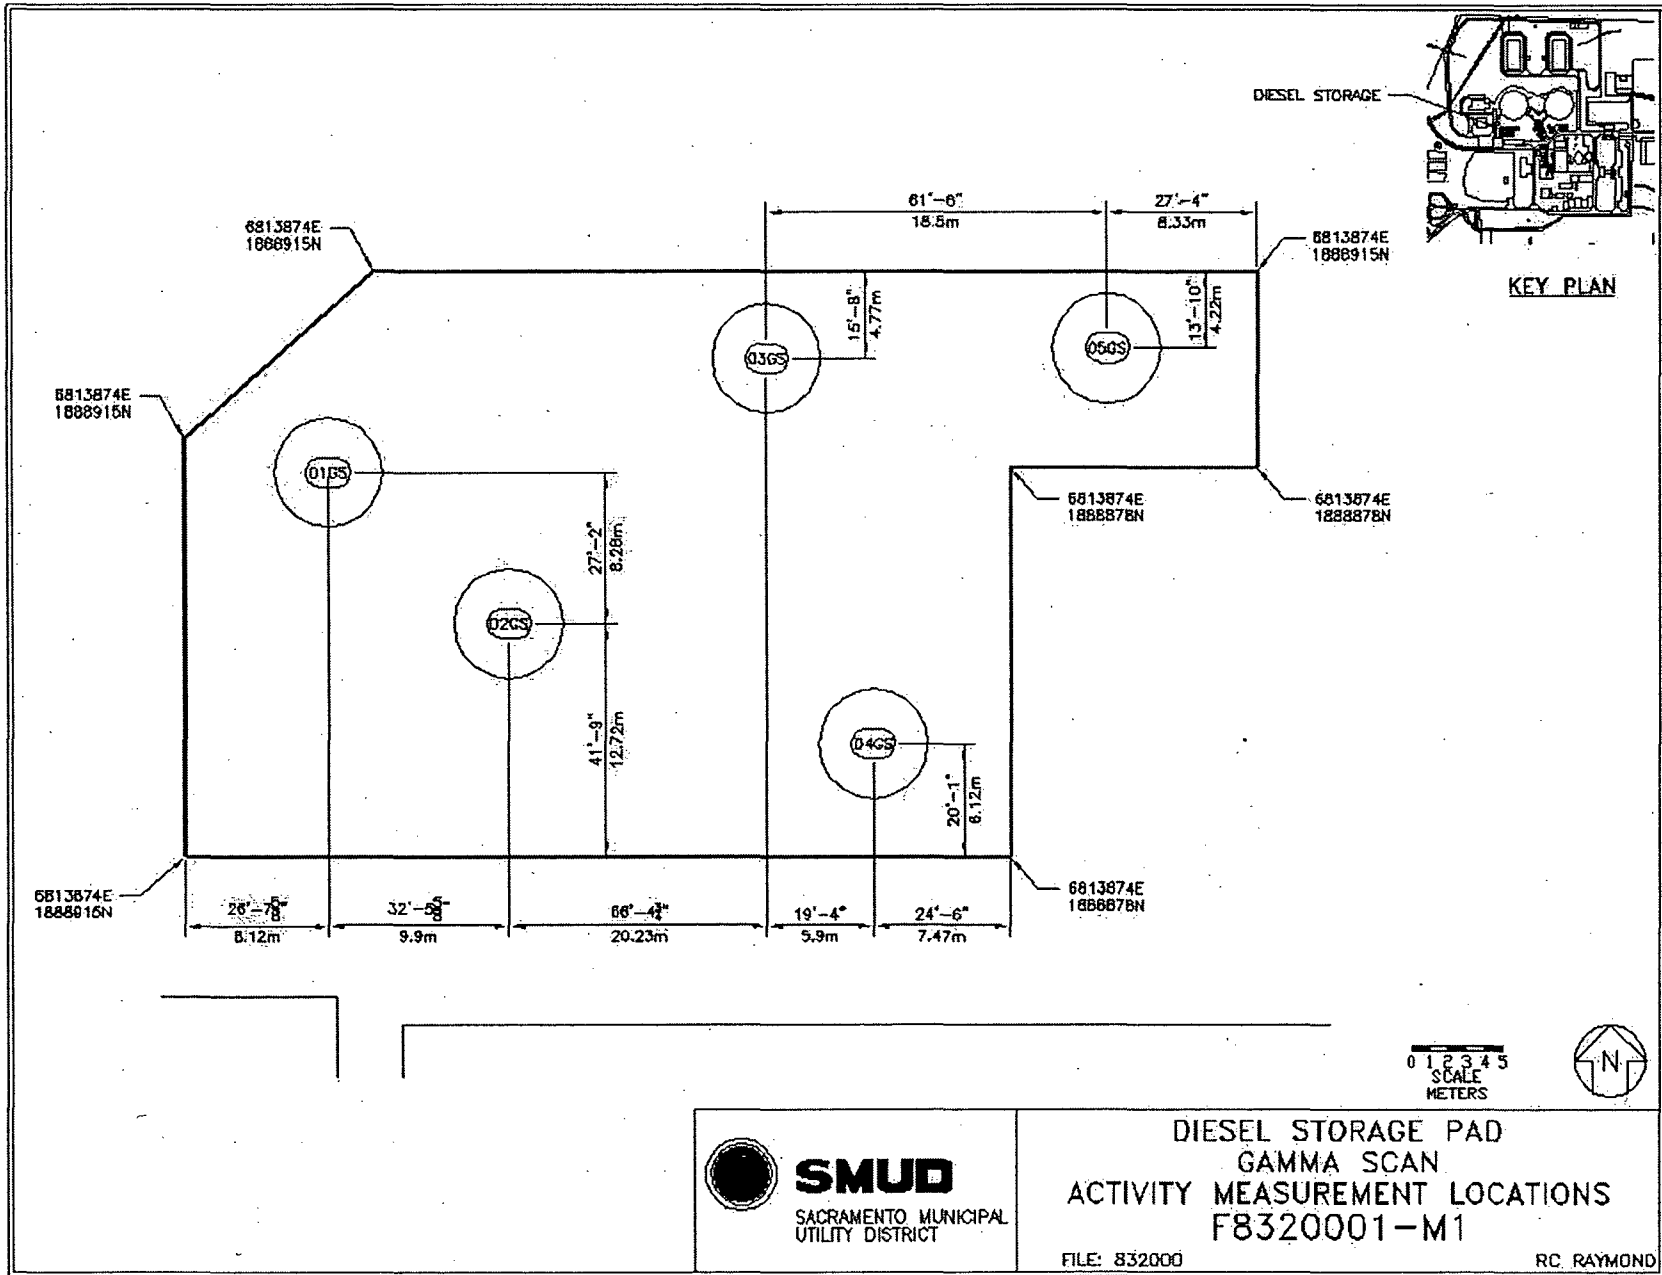 DIESEL STORAGE
KEY PLAN
61'-6"
18.8m
27'-4"
8.33m
6813874E
1888915N
6813874E
1888915N
15'-8"
4.77m
13'-10"
4.22m
03GS
05GS
6813874E
1888915N
01GS
6813874E
1888878N
6813874E
1888878N
27'-2"
8.28m
02GS
41'-9"
12.72m
04GS
20'-1"
6.12m
6813874E
1888915N
6813874E
1888878N
26'-7 5/8"
8.12m
32'-5 5/8"
9.9m
66'-4 3/4"
20.23m
19'-4"
5.9m
24'-6"
7.47m
0 1 2 3 4 5
SCALE
METERS
N
SMUD
SACRAMENTO MUNICIPAL
UTILITY DISTRICT
DIESEL STORAGE PAD
GAMMA SCAN
ACTIVITY MEASUREMENT LOCATIONS
F8320001-M1
FILE: 832000
RC RAYMOND